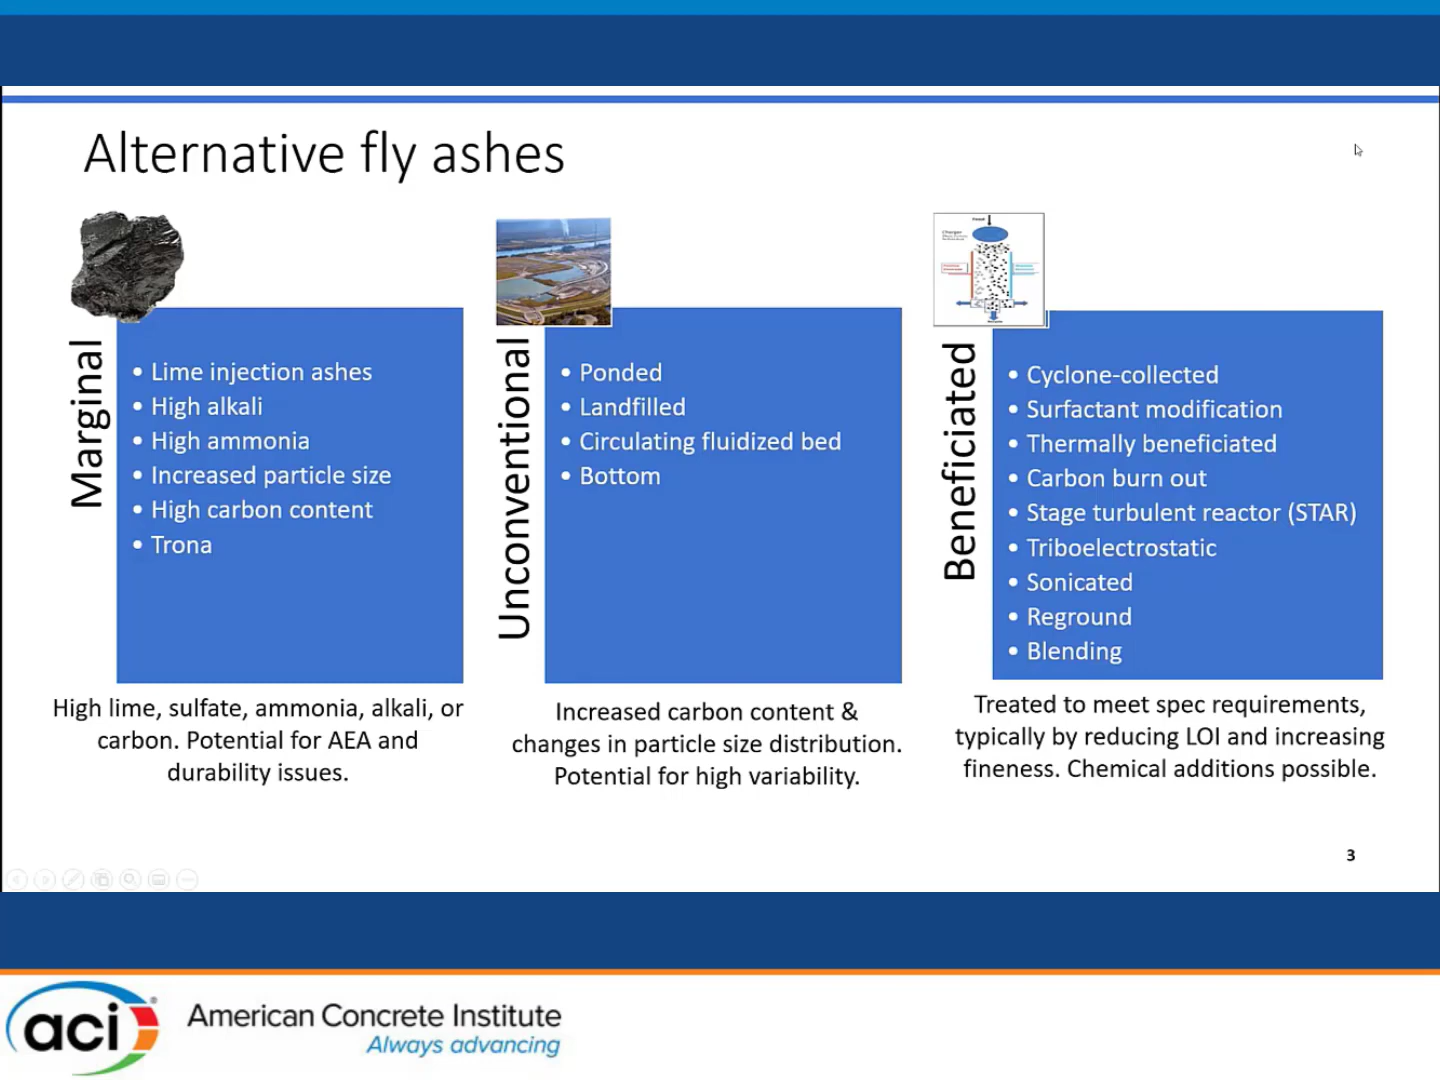 Alternative fly ashes
Marginal
• Lime injection ashes
• High alkali
• High ammonia
• Increased particle size
• High carbon content
• Trona
High lime, sulfate, ammonia, alkali, or
carbon. Potential for AEA and
durability issues.
Unconventional
• Ponded
• Landfilled
• Circulating fluidized bed
• Bottom
Increased carbon content &
changes in particle size distribution.
Potential for high variability.
Beneficiated
• Cyclone-collected
• Surfactant modification
• Thermally beneficiated
• Carbon burn out
• Stage turbulent reactor (STAR)
• Triboelectrostatic
• Sonicated
• Reground
• Blending
Treated to meet spec requirements,
typically by reducing LOI and increasing
fineness. Chemical additions possible.
3
aci®
American Concrete Institute
Always advancing